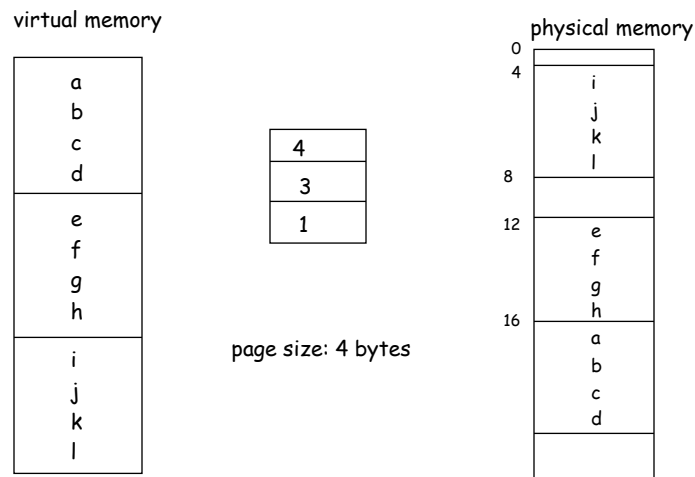 virtual memory
a
b
c
d
e
f
g
h
i
j
k
l
4
3
1
page size: 4 bytes
physical memory
0
4
i
j
k
l
8
12
e
f
g
h
16
a
b
c
d